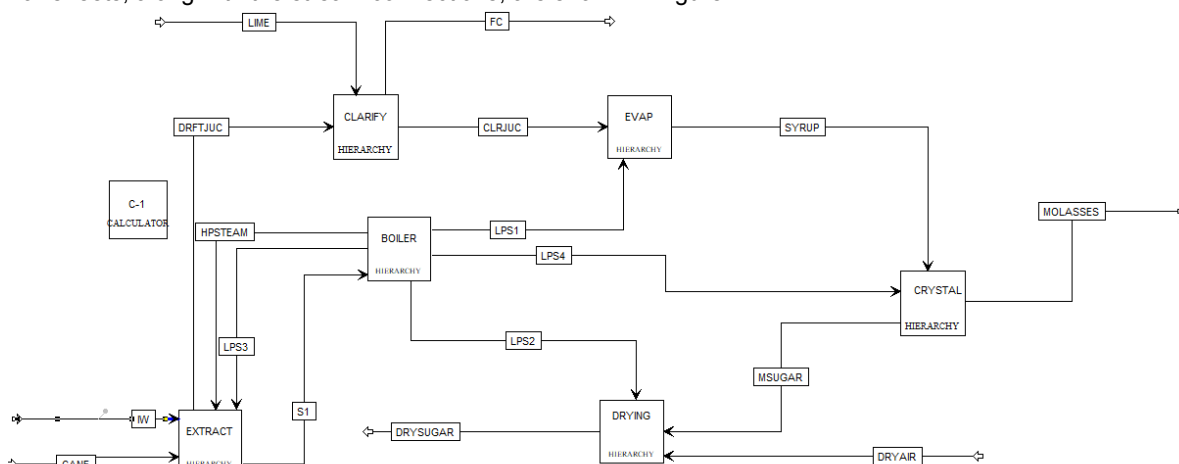 LIME
FC
DRFTJUC
CLARIFY
HIERARCHY
CLRJUC
EVAP
HIERARCHY
SYRUP
C-1
CALCULATOR
HPSTEAM
BOILER
HIERARCHY
LPS1
LPS4
MOLASSES
CRYSTAL
HIERARCHY
LPS3
LPS2
MSUGAR
IW
S1
EXTRACT
DRYSUGAR
DRYING
HIERARCHY
DRYAIR